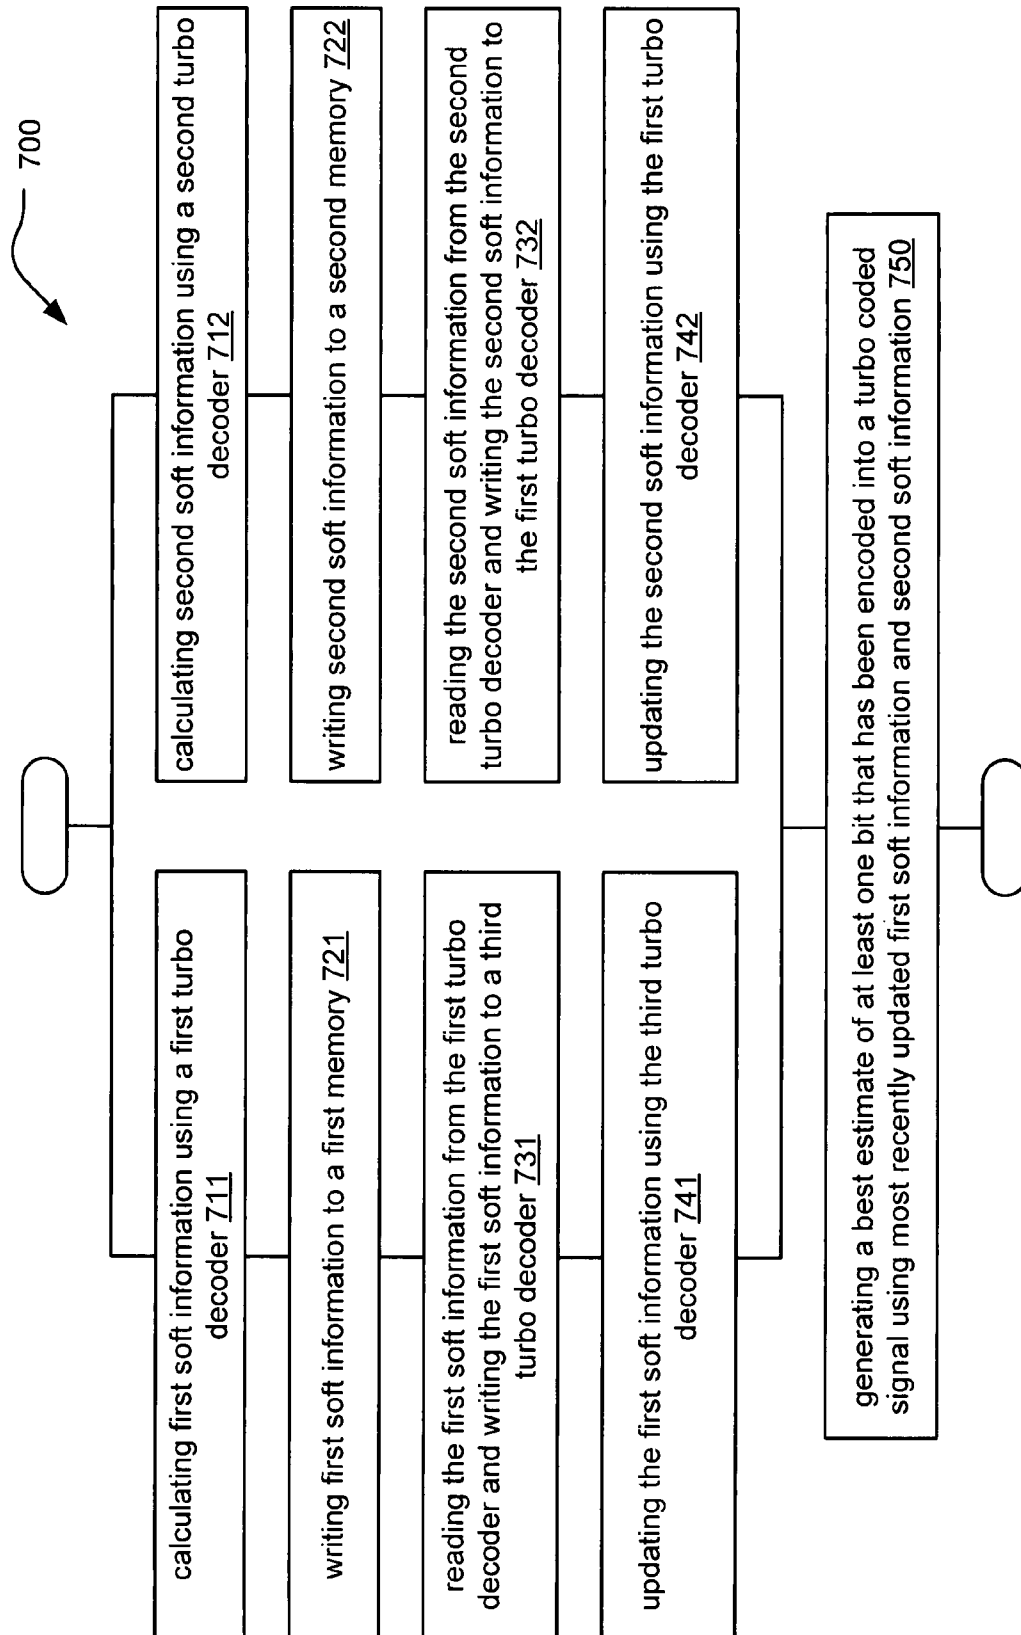 700
calculating first soft information using a first turbo
decoder 711
writing first soft information to a first memory 721
reading the first soft information from the first turbo
decoder and writing the first soft information to a third
turbo decoder 731
updating the first soft information using the third turbo
decoder 741
calculating second soft information using a second turbo
decoder 712
writing second soft information to a second memory 722
reading the second soft information from the second
turbo decoder and writing the second soft information to
the first turbo decoder 732
updating the second soft information using the first turbo
decoder 742
generating a best estimate of at least one bit that has been encoded into a turbo coded
signal using most recently updated first soft information and second soft information 750